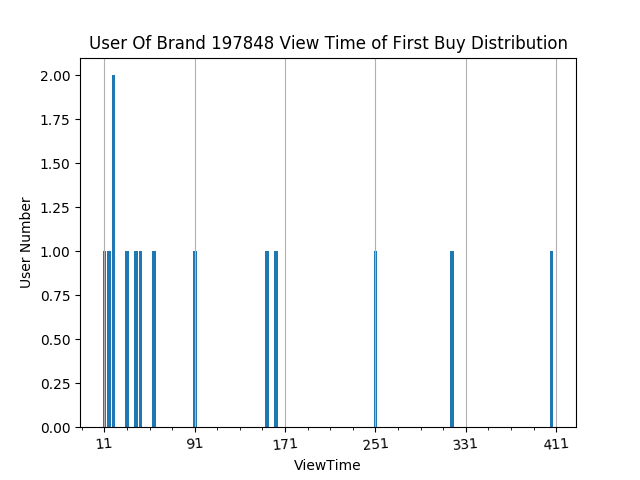 User Of Brand 197848 View Time of First Buy Distribution
2.00
1.75
1.50
1.25
1.00
0.75
0.50
0.25
0.00
User Number
11 91 171 251 331 411
ViewTime